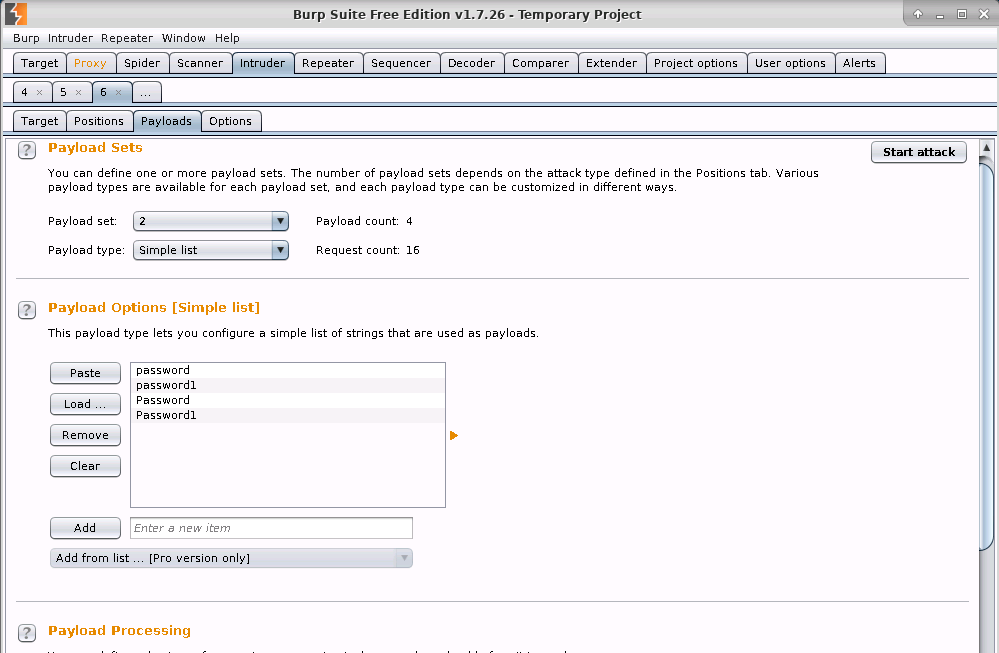 Burp Suite Free Edition v1.7.26 - Temporary Project
Burp Intruder Repeater Window Help
Target Proxy Spider Scanner Intruder Repeater Sequencer Decoder Comparer Extender Project options User options Alerts
4 × 5 × 6 × ...
Target Positions Payloads Options
? Payload Sets Start attack
You can define one or more payload sets. The number of payload sets depends on the attack type defined in the Positions tab. Various
payload types are available for each payload set, and each payload type can be customized in different ways.
Payload set: 2 Payload count: 4
Payload type: Simple list Request count: 16
? Payload Options [Simple list]
This payload type lets you configure a simple list of strings that are used as payloads.
Paste
Load ...
Remove
Clear
password
password1
Password
Password1
Add Enter a new item
Add from list ... [Pro version only]
? Payload Processing